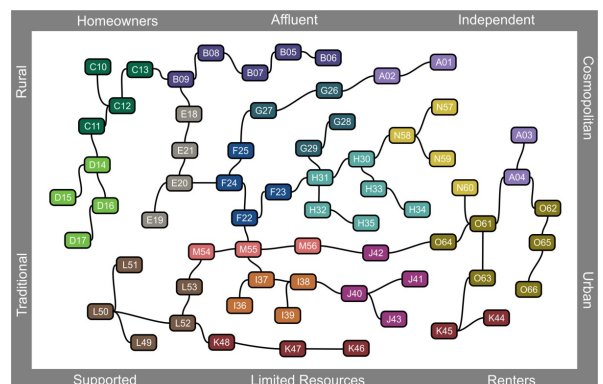 Homeowners Affluent Independent
Rural
Cosmopolitan
B08 B05 B06
C10 C13 B09 B07 A02 A01
G26
C12 E18 G27 N57
C11 G28 N58 A03
E21 F25 G29 H30 N59
D14 E20 F24 H31 A04
D15 D16 F23 H33 N60
E19 F22 H32 H35 H34 O61 O62
D17 M54 M55 M56 J42 O64 O65
Traditional
Urban
L51 L53 I37 I38 J41 O63 O66
I36 I39 J40 J43
L50 L52 K45 K44
L49 K48 K47 K46
Supported Limited Resources Renters